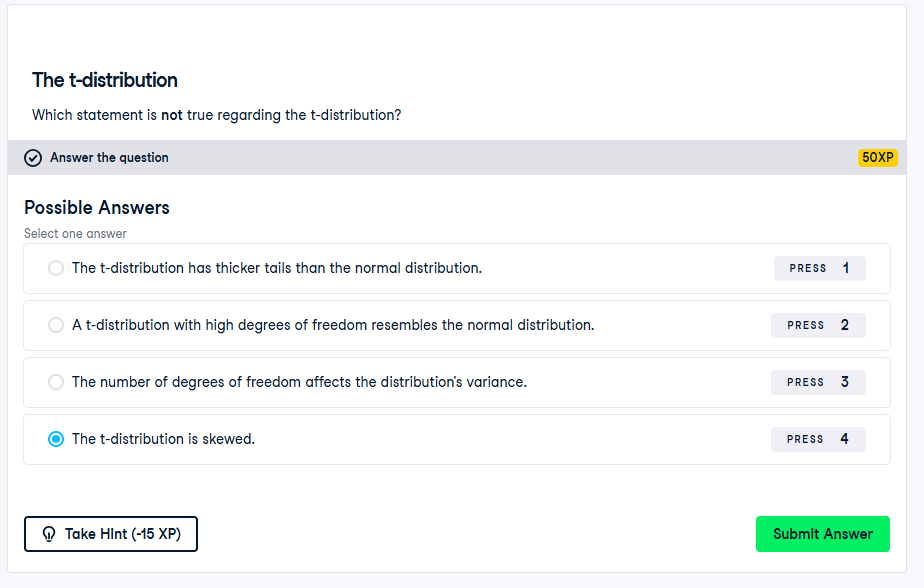 The t-distribution
Which statement is not true regarding the t-distribution?
Answer the question
50XP
Possible Answers
Select one answer
The t-distribution has thicker tails than the normal distribution.
PRESS 1
A t-distribution with high degrees of freedom resembles the normal distribution.
PRESS 2
The number of degrees of freedom affects the distribution's variance.
PRESS 3
The t-distribution is skewed.
PRESS 4
Take Hint (-15 XP)
Submit Answer